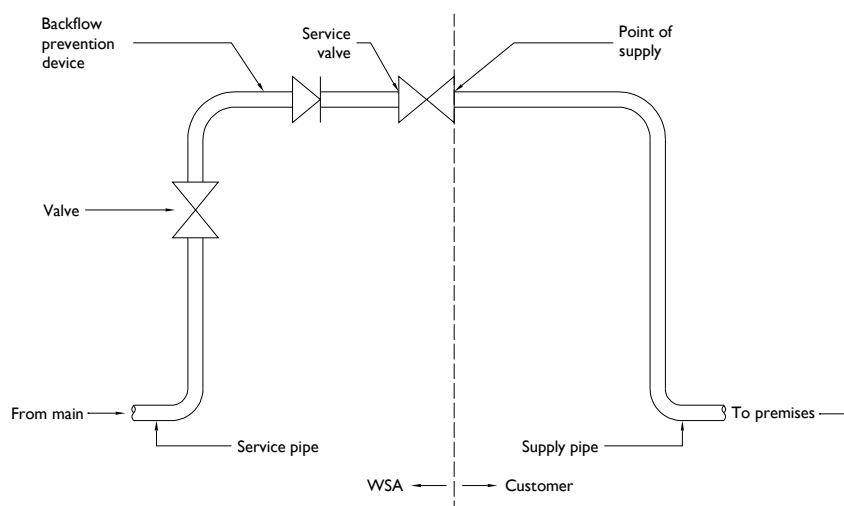 Backflow
prevention
device
Service
valve
Point of
supply
Valve
From main
Service pipe
Supply pipe
To premises
WSA
Customer